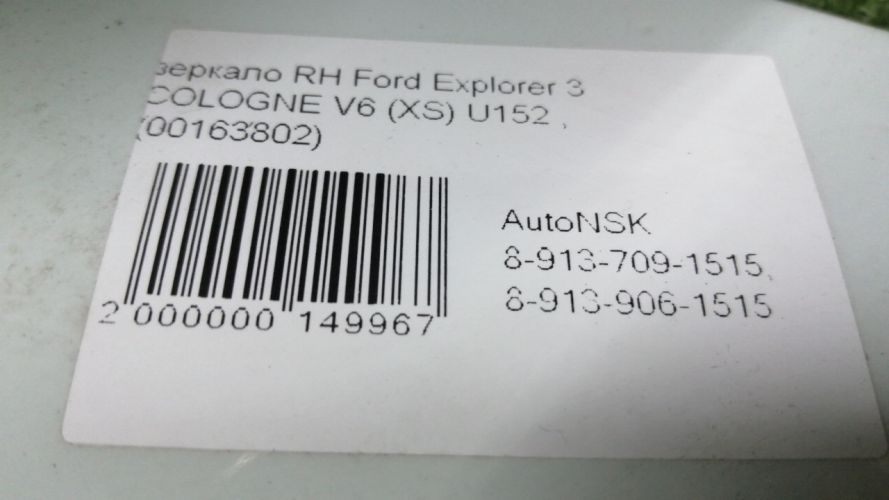 зеркало RH Ford Explorer 3
COLOGNE V6 (XS) U152 ,
(00163802)
AutoNSK
8-913-709-1515,
8-913-906-1515
2 000000 149967